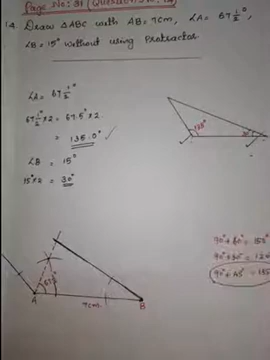 Page No: 31 (Question No:
14. Draw △ABC with AB = 7cm, ∠A = 67½°
∠B = 15° without using Protractor
∠A = 67½°
67½° × 2 = 67.5° × 2
= 135.0°
∠B = 15°
15° × 2 = 30°
135°
30°
67½°
A
7cm
B
90° + 60° = 150°
90° + 30° = 120
90° + 45° = 135